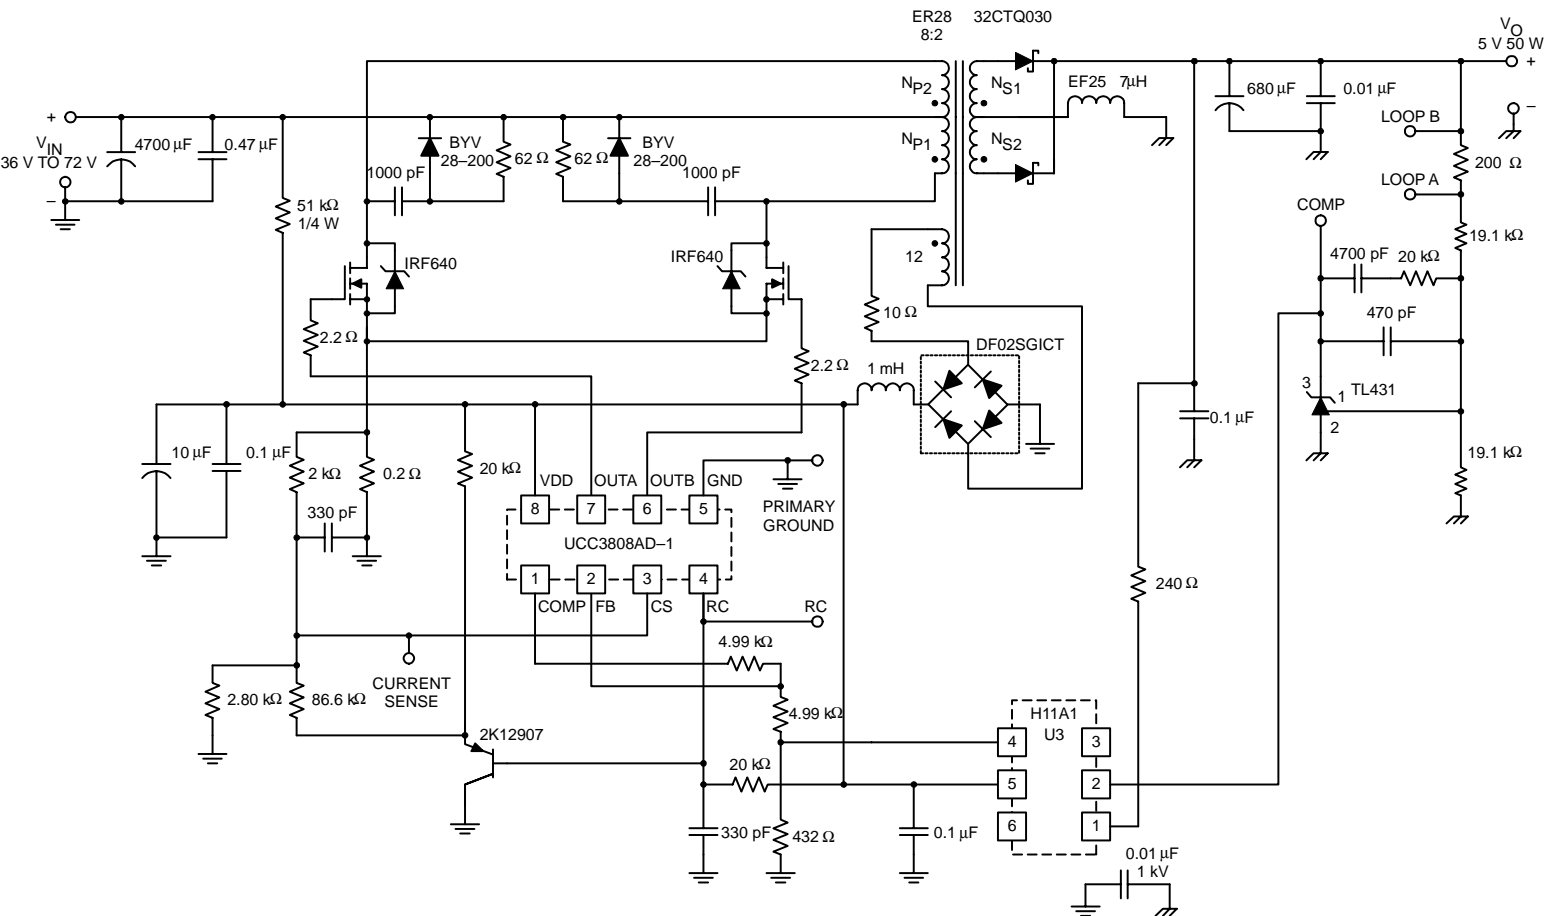 ER28 32CTQ030
8:2
VO
5 V 50 W
+
NP2
NS1
EF25 7μH
680 μF
0.01 μF
+
VIN
36 V TO 72 V
–
4700 μF
0.47 μF
BYV
28–200
62 Ω
62 Ω
BYV
28–200
NP1
NS2
LOOP B
–
1000 pF
1000 pF
200 Ω
LOOP A
51 kΩ
1/4 W
COMP
19.1 kΩ
IRF640
IRF640
12
4700 pF
20 kΩ
10 Ω
470 pF
2.2 Ω
2.2 Ω
DF02SGICT
1 mH
3
1
TL431
2
0.1 μF
10 μF
0.1 μF
2 kΩ
0.2 Ω
20 kΩ
19.1 kΩ
VDD
OUTA
OUTB
GND
8
7
6
5
PRIMARY
GROUND
330 pF
UCC3808AD–1
1
2
3
4
COMP
FB
CS
RC
RC
240 Ω
4.99 kΩ
CURRENT
SENSE
2.80 kΩ
86.6 kΩ
4.99 kΩ
H11A1
U3
2K12907
4
3
20 kΩ
5
2
6
1
330 pF
432 Ω
0.1 μF
0.01 μF
1 kV